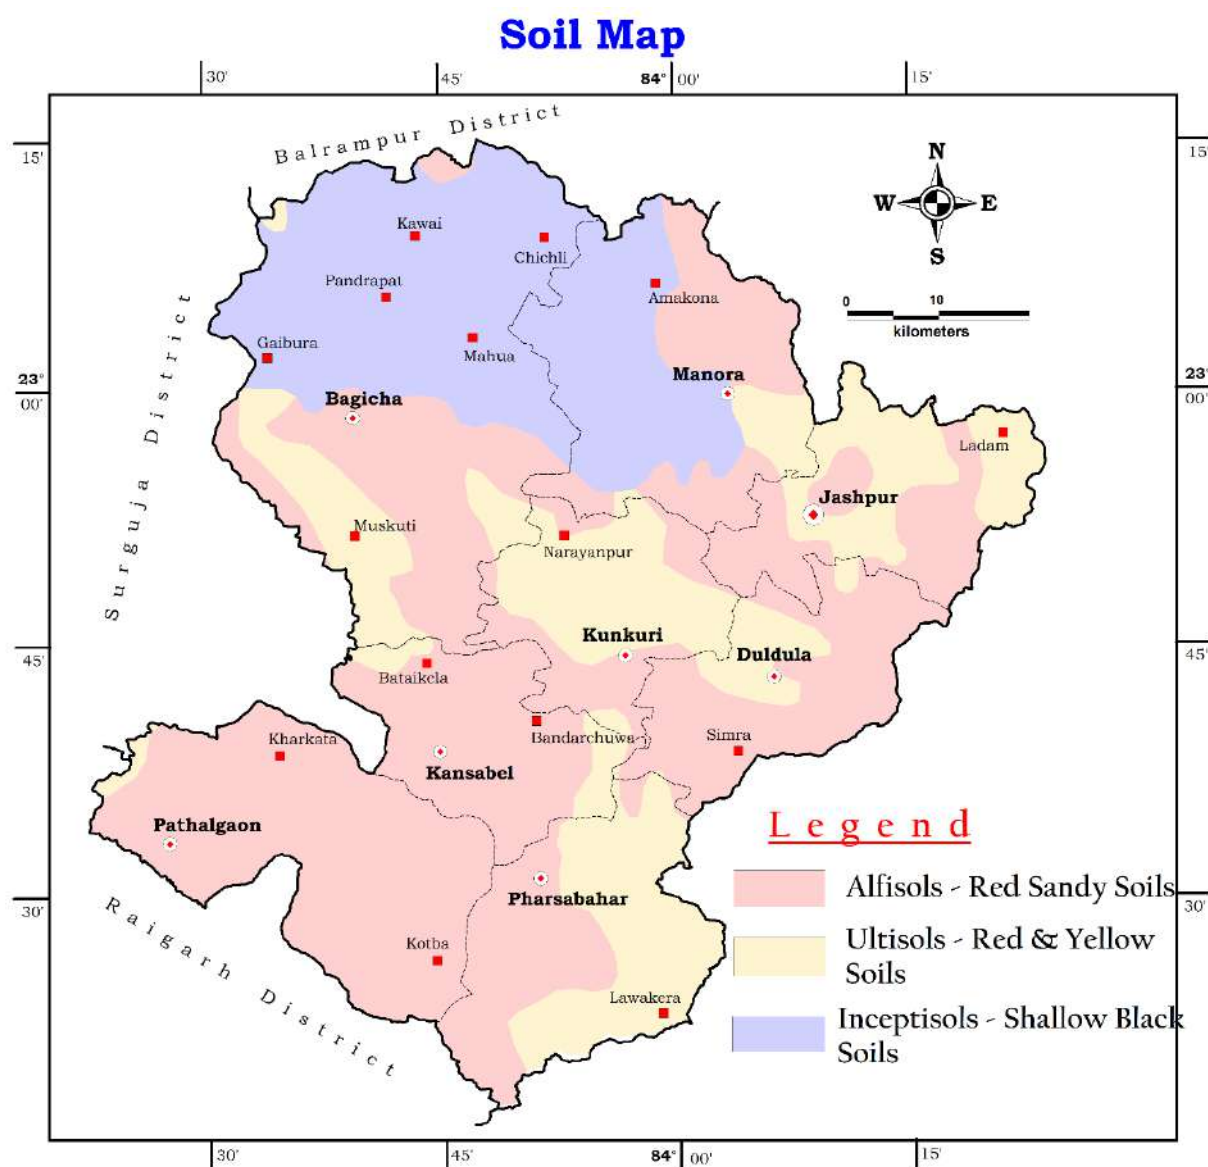 Soil Map
30'
45'
84° 00'
15'
Balrampur District
15'
15'
N
W E
S
Kawai
Chichli
Pandrapat
Amakona
0 10
kilometers
Gaibura
Mahua
Manora
23°
00'
23°
00'
Bagicha
Ladam
Jashpur
Surguja District
Muskuti
Narayanpur
Kunkuri
Duldula
45'
45'
Bataikela
Bandarchuwa
Simra
Kharkata
Kansabel
Pathalgaon
Legend
Pharsabahar
Alfisols - Red Sandy Soils
30'
30'
Raigarh District
Kotba
Ultisols - Red & Yellow
Soils
Lawakera
Inceptisols - Shallow Black
Soils
30'
45'
84° 00'
15'